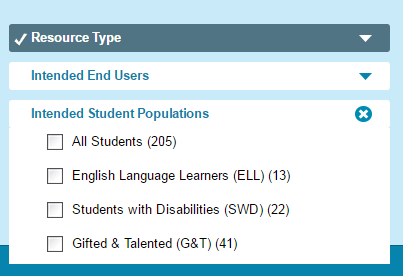 Resource Type
Intended End Users
Intended Student Populations
All Students (205)
English Language Learners (ELL) (13)
Students with Disabilities (SWD) (22)
Gifted & Talented (G&T) (41)